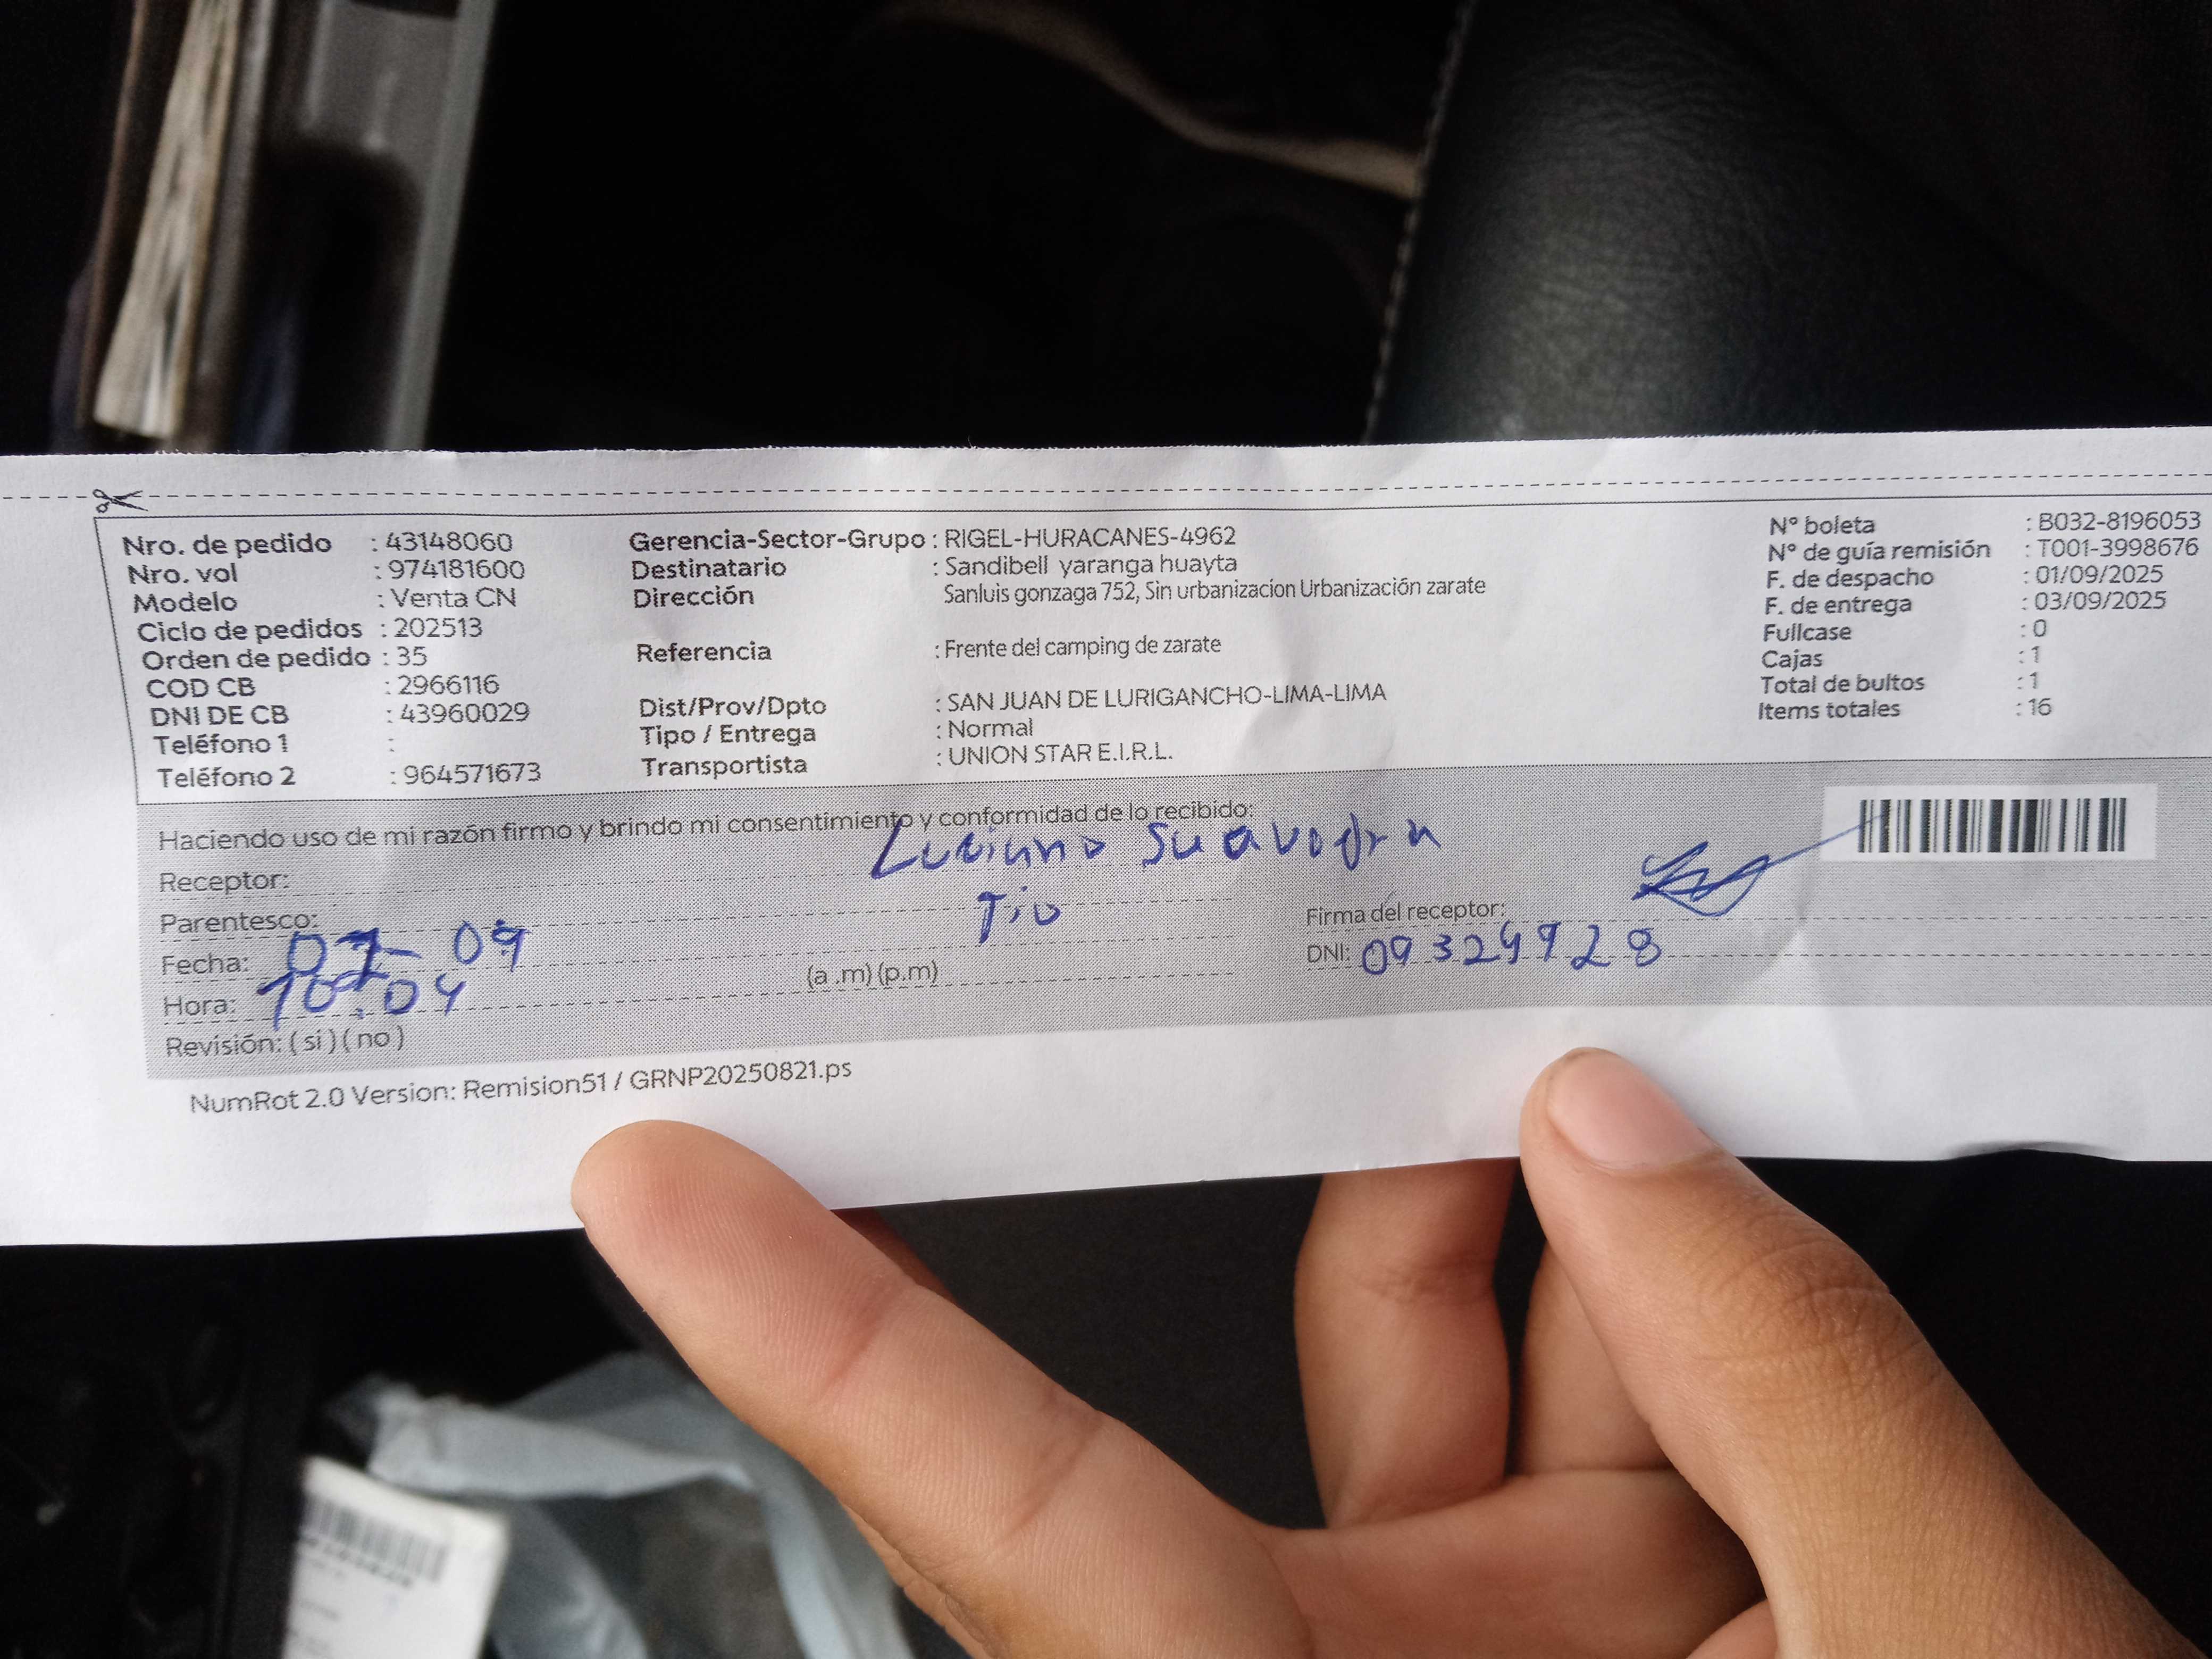 Nro. de pedido : 43148060
Nro. vol : 974181600
Modelo : Venta CN
Ciclo de pedidos : 202513
Orden de pedido : 35
COD CB : 2966116
DNI DE CB : 43960029
Teléfono 1 :
Teléfono 2 : 964571673
Gerencia-Sector-Grupo : RIGEL-HURACANES-4962
Destinatario : Sandibell yaranga huayta
Dirección Sanluis gonzaga 752, Sin urbanizacion Urbanización zarate
Referencia : Frente del camping de zarate
Dist/Prov/Dpto : SAN JUAN DE LURIGANCHO-LIMA-LIMA
Tipo / Entrega : Normal
Transportista : UNION STAR E.I.R.L.
N° boleta : B032-8196053
N° de guía remisión : T001-3998676
F. de despacho : 01/09/2025
F. de entrega : 03/09/2025
Fullcase : 0
Cajas : 1
Total de bultos : 1
Items totales : 16
Haciendo uso de mi razón firmo y brindo mi consentimiento y conformidad de lo recibido:
Receptor: Luciano
Parentesco: Tio
Firma del receptor:
Fecha:
DNI:
Hora: (a .m) (p.m)
Revisión: ( si ) ( no )
NumRot 2.0 Version: Remision51 / GRNP20250821.ps